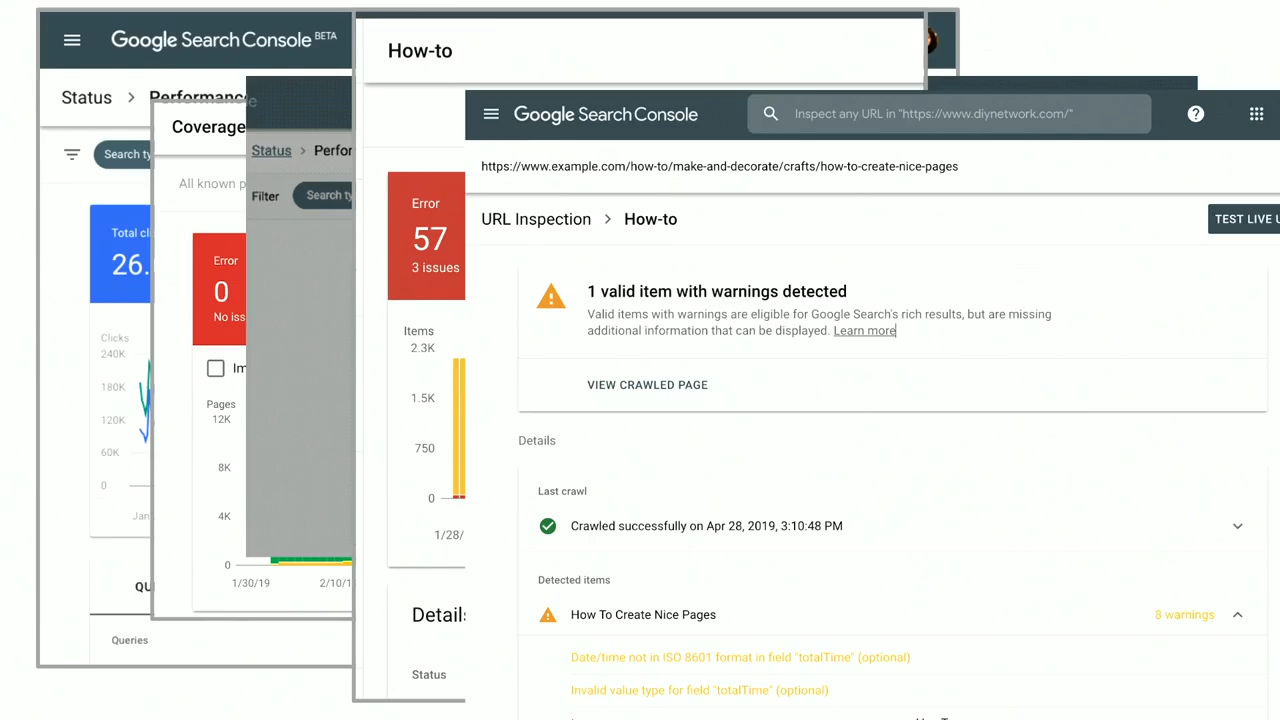 Google Search Console BETA
Status > Performance
Search ty
Total cl
26.
Clicks
240K
180K
120K
60K
0
Jan
QU
Queries
Coverage
All known p
Error
0
No iss
Im
Pages
12K
8K
4K
0
1/30/19 2/10/1
Status > Perfor
Filter
Search ty
How-to
Error
57
3 issues
Items
2.3K
1.5K
750
0
1/28/
Details
Status
Google Search Console
Inspect any URL in "https://www.diynetwork.com/"
https://www.example.com/how-to/make-and-decorate/crafts/how-to-create-nice-pages
URL Inspection > How-to
TEST LIVE U
1 valid item with warnings detected
Valid items with warnings are eligible for Google Search's rich results, but are missing
additional information that can be displayed. Learn more
VIEW CRAWLED PAGE
Details
Last crawl
Crawled successfully on Apr 28, 2019, 3:10:48 PM
Detected items
How To Create Nice Pages 8 warnings
Date/time not in ISO 8601 format in field "totalTime" (optional)
Invalid value type for field "totalTime" (optional)